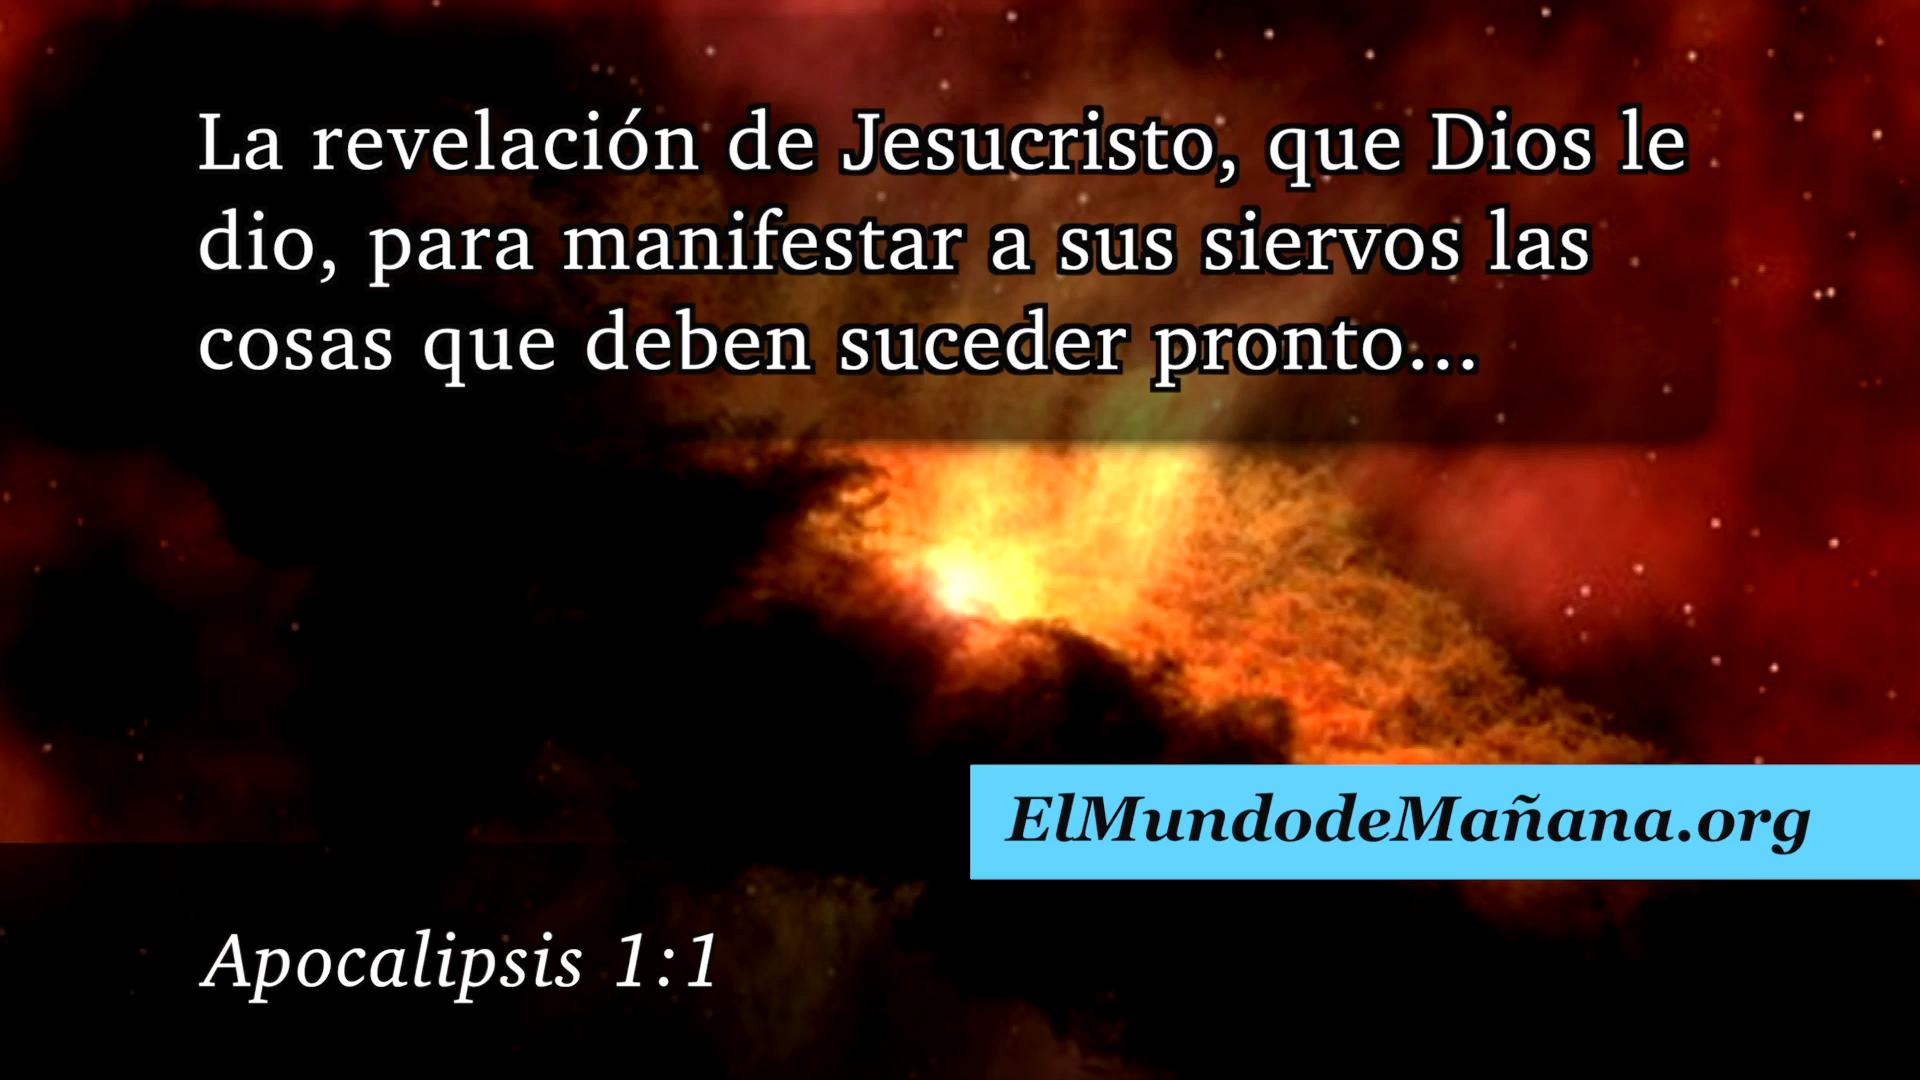 La revelación de Jesucristo, que Dios le
dio, para manifestar a sus siervos las
cosas que deben suceder pronto...
ElMundodeMañana.org
Apocalipsis 1:1